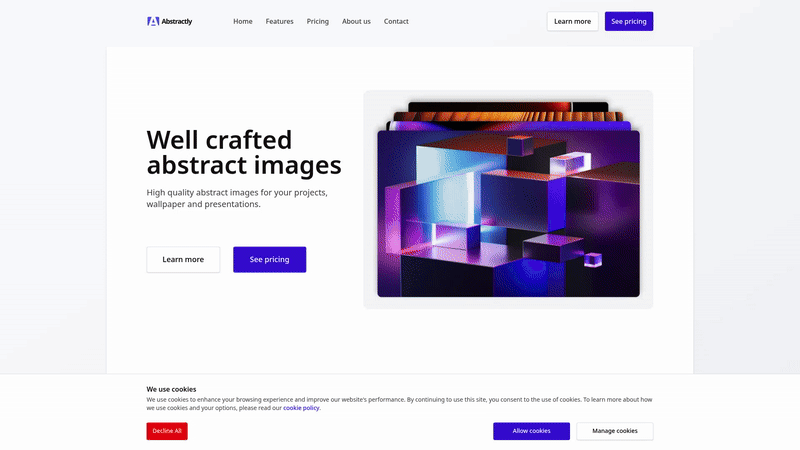 Abstractly
Home Features Pricing About us Contact
Learn more See pricing
Well crafted
abstract images
High quality abstract images for your projects,
wallpaper and presentations.
Learn more See pricing
We use cookies
We use cookies to enhance your browsing experience and improve our website's performance. By continuing to use this site, you consent to the use of cookies. To learn more about how
we use cookies and your options, please read our cookie policy.
Decline All Allow cookies Manage cookies